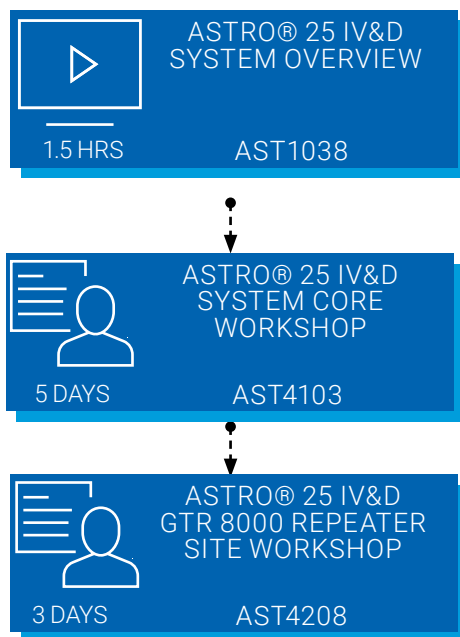 ASTRO® 25 IV&D
SYSTEM OVERVIEW
1.5 HRS
AST1038
ASTRO® 25 IV&D
SYSTEM CORE
WORKSHOP
5 DAYS
AST4103
ASTRO® 25 IV&D
GTR 8000 REPEATER
SITE WORKSHOP
3 DAYS
AST4208